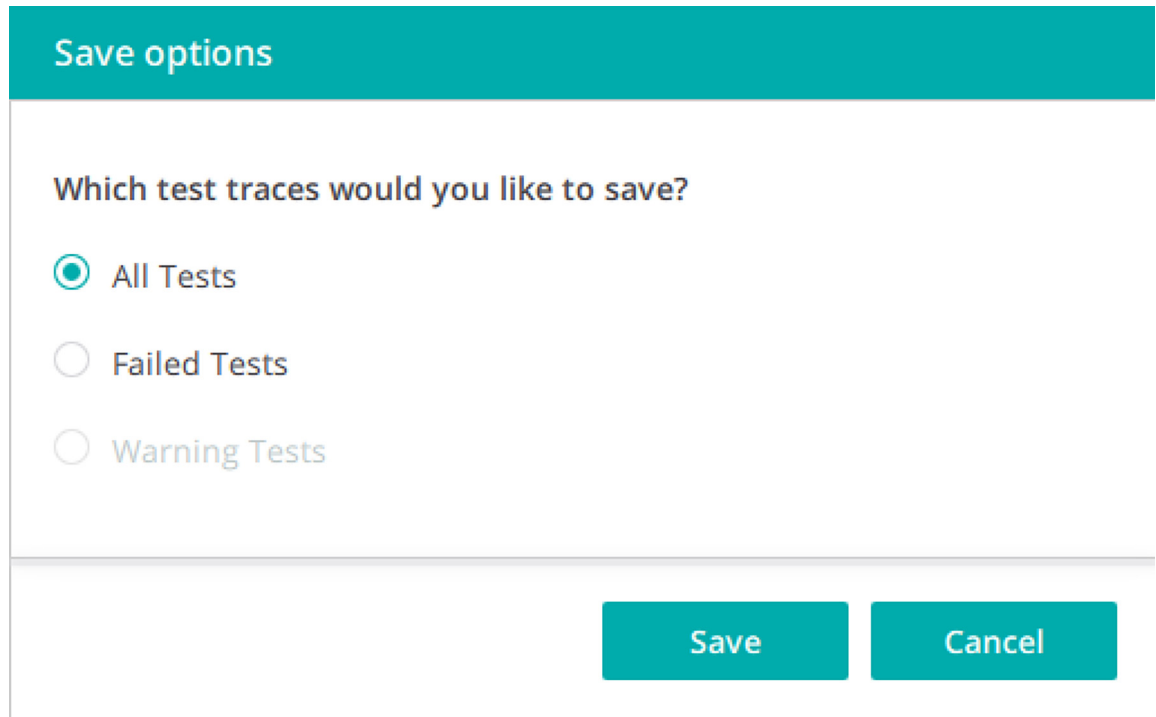 Save options
Which test traces would you like to save?
All Tests
Failed Tests
Warning Tests
Save Cancel